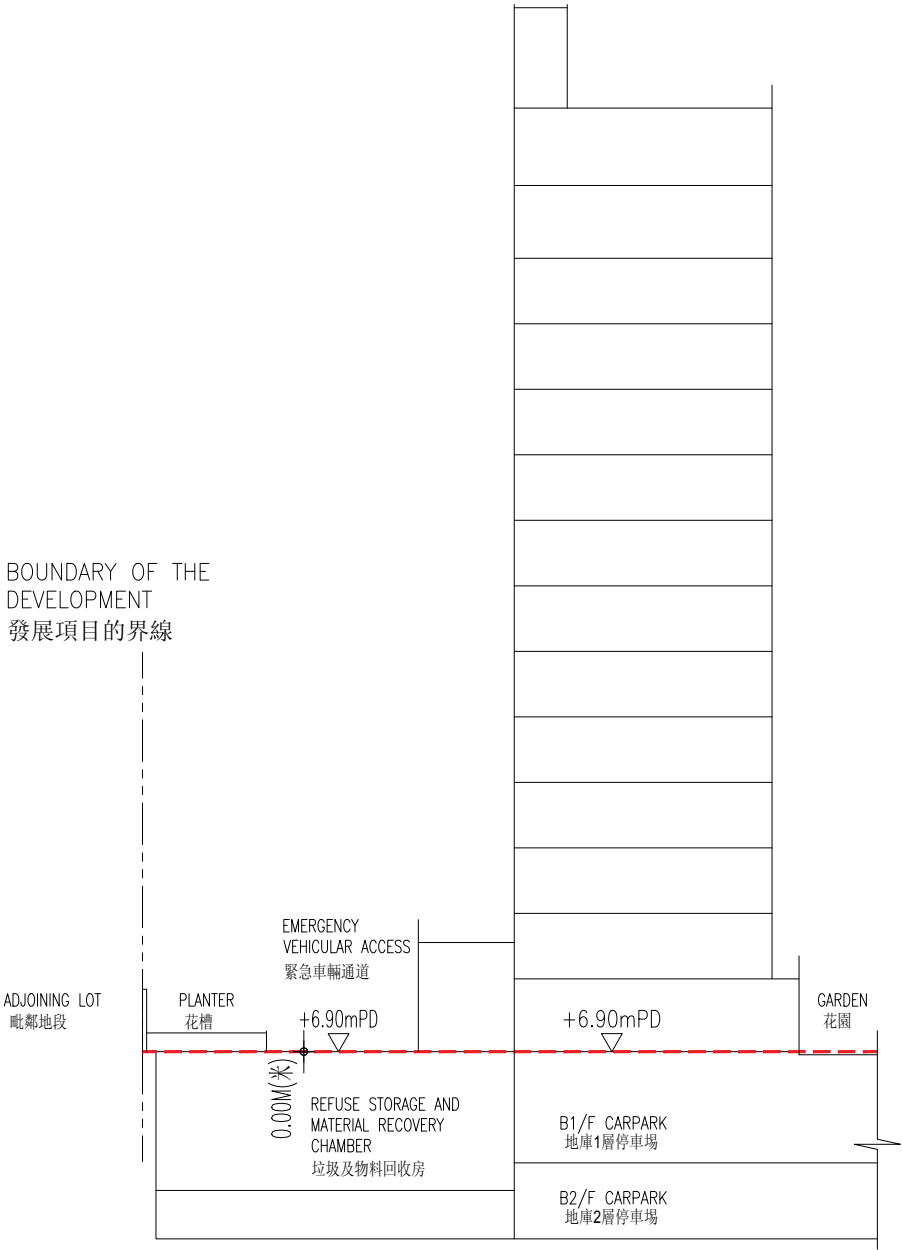 BOUNDARY OF THE
DEVELOPMENT
發展項目的界線
EMERGENCY
VEHICULAR ACCESS
緊急車輛通道
ADJOINING LOT
毗鄰地段
PLANTER
花槽
+6.90mPD
+6.90mPD
GARDEN
花園
0.00M(米)
REFUSE STORAGE AND
MATERIAL RECOVERY
CHAMBER
垃圾及物料回收房
B1/F CARPARK
地庫1層停車場
B2/F CARPARK
地庫2層停車場